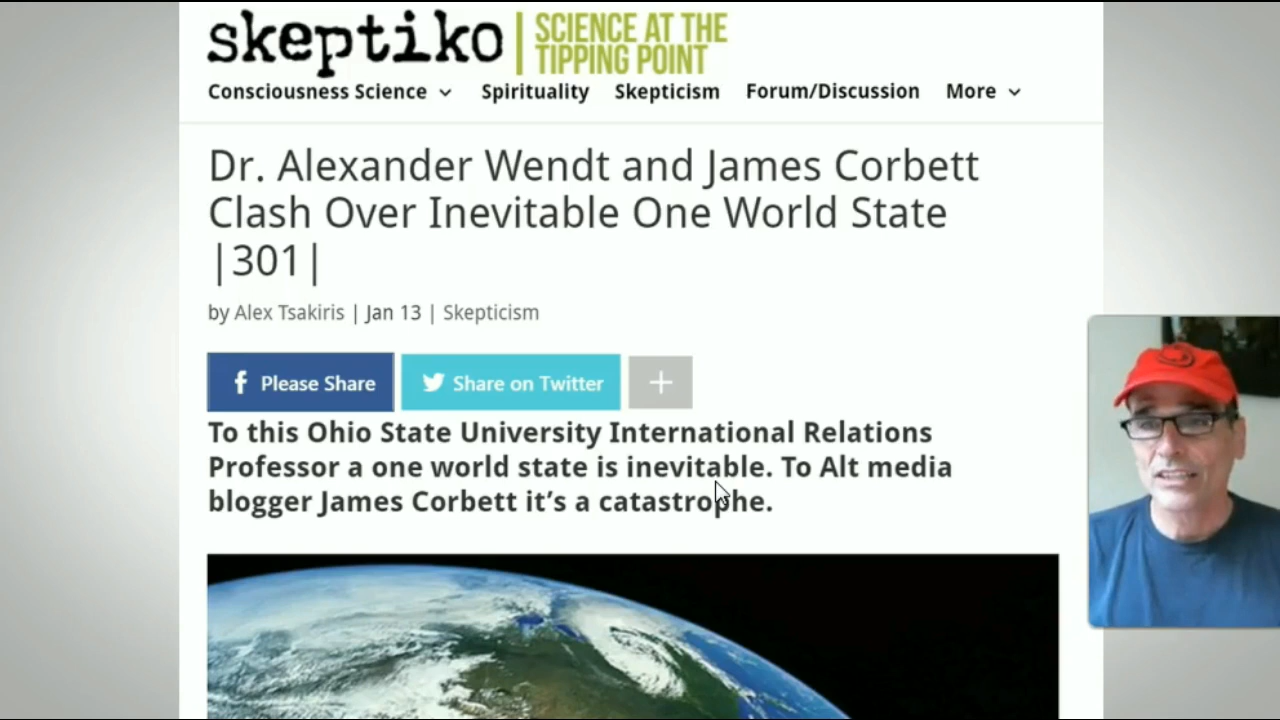 skeptiko | SCIENCE AT THE
TIPPING POINT
Consciousness Science Spirituality Skepticism Forum/Discussion More
Dr. Alexander Wendt and James Corbett
Clash Over Inevitable One World State
|301|
by Alex Tsakiris | Jan 13 | Skepticism
f Please Share Share on Twitter +
To this Ohio State University International Relations
Professor a one world state is inevitable. To Alt media
blogger James Corbett it’s a catastrophe.